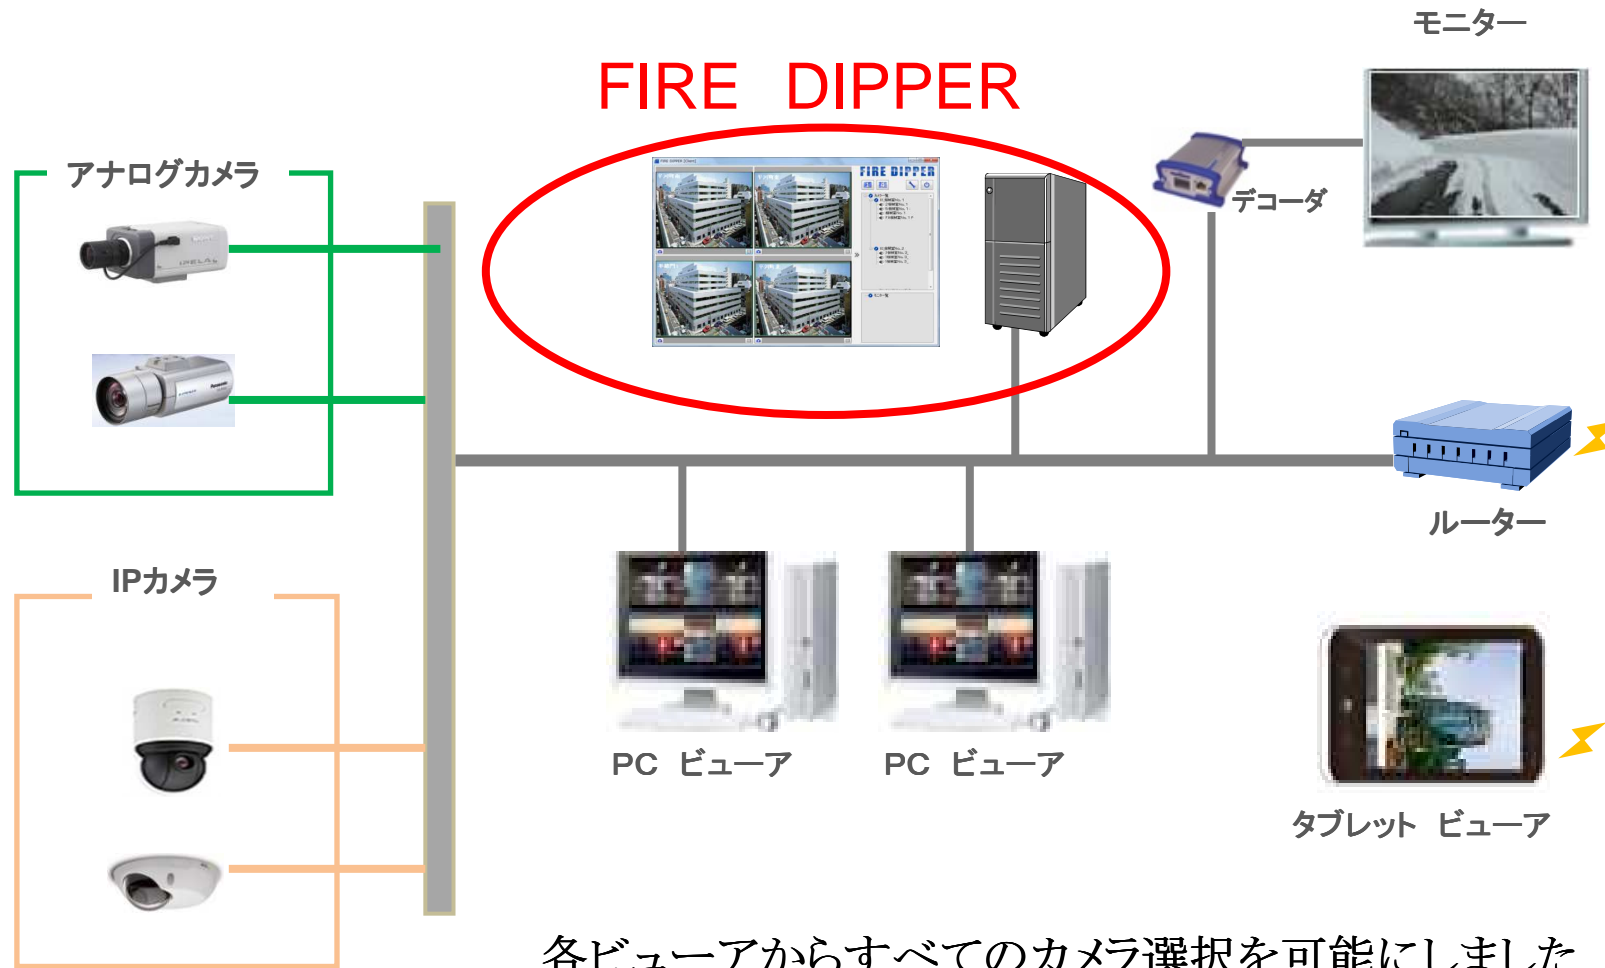 モニター
FIRE DIPPER
アナログカメラ
FIRE DIPPER
デコーダ
ルーター
IPカメラ
PC ビューア
PC ビューア
タブレット ビューア
各ビューアからすべてのカメラ選択を可能にしました